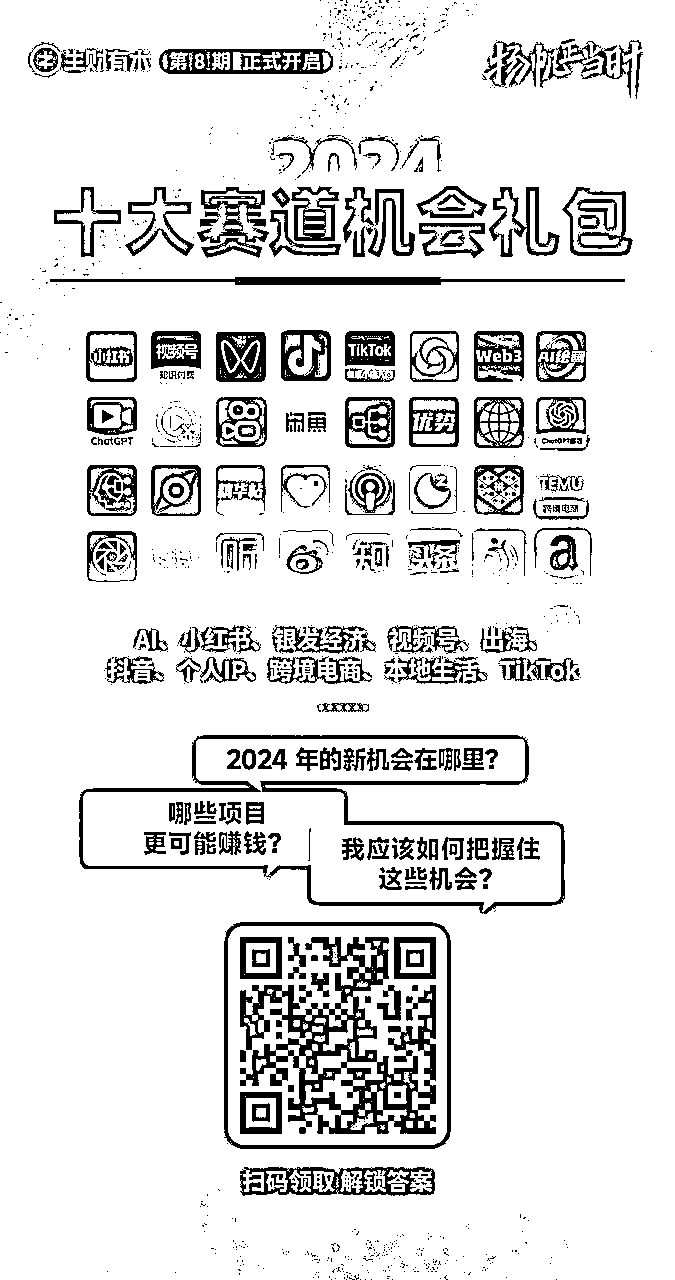 生财有术 第8期 正式开启
扬帆正当时
2024
十大赛道机会礼包
小红书 视频号 知识付费 TikTok Web3 AI绘画
ChatGPT 闲鱼 优势 ChatGPT
TEMU 跨境电商
听 知 头条 a
AI、小红书、银发经济、视频号、出海、
抖音、个人IP、跨境电商、本地生活、TikTok
2024 年的新机会在哪里?
哪些项目
更可能赚钱?
我应该如何把握住
这些机会?
扫码领取 解锁答案